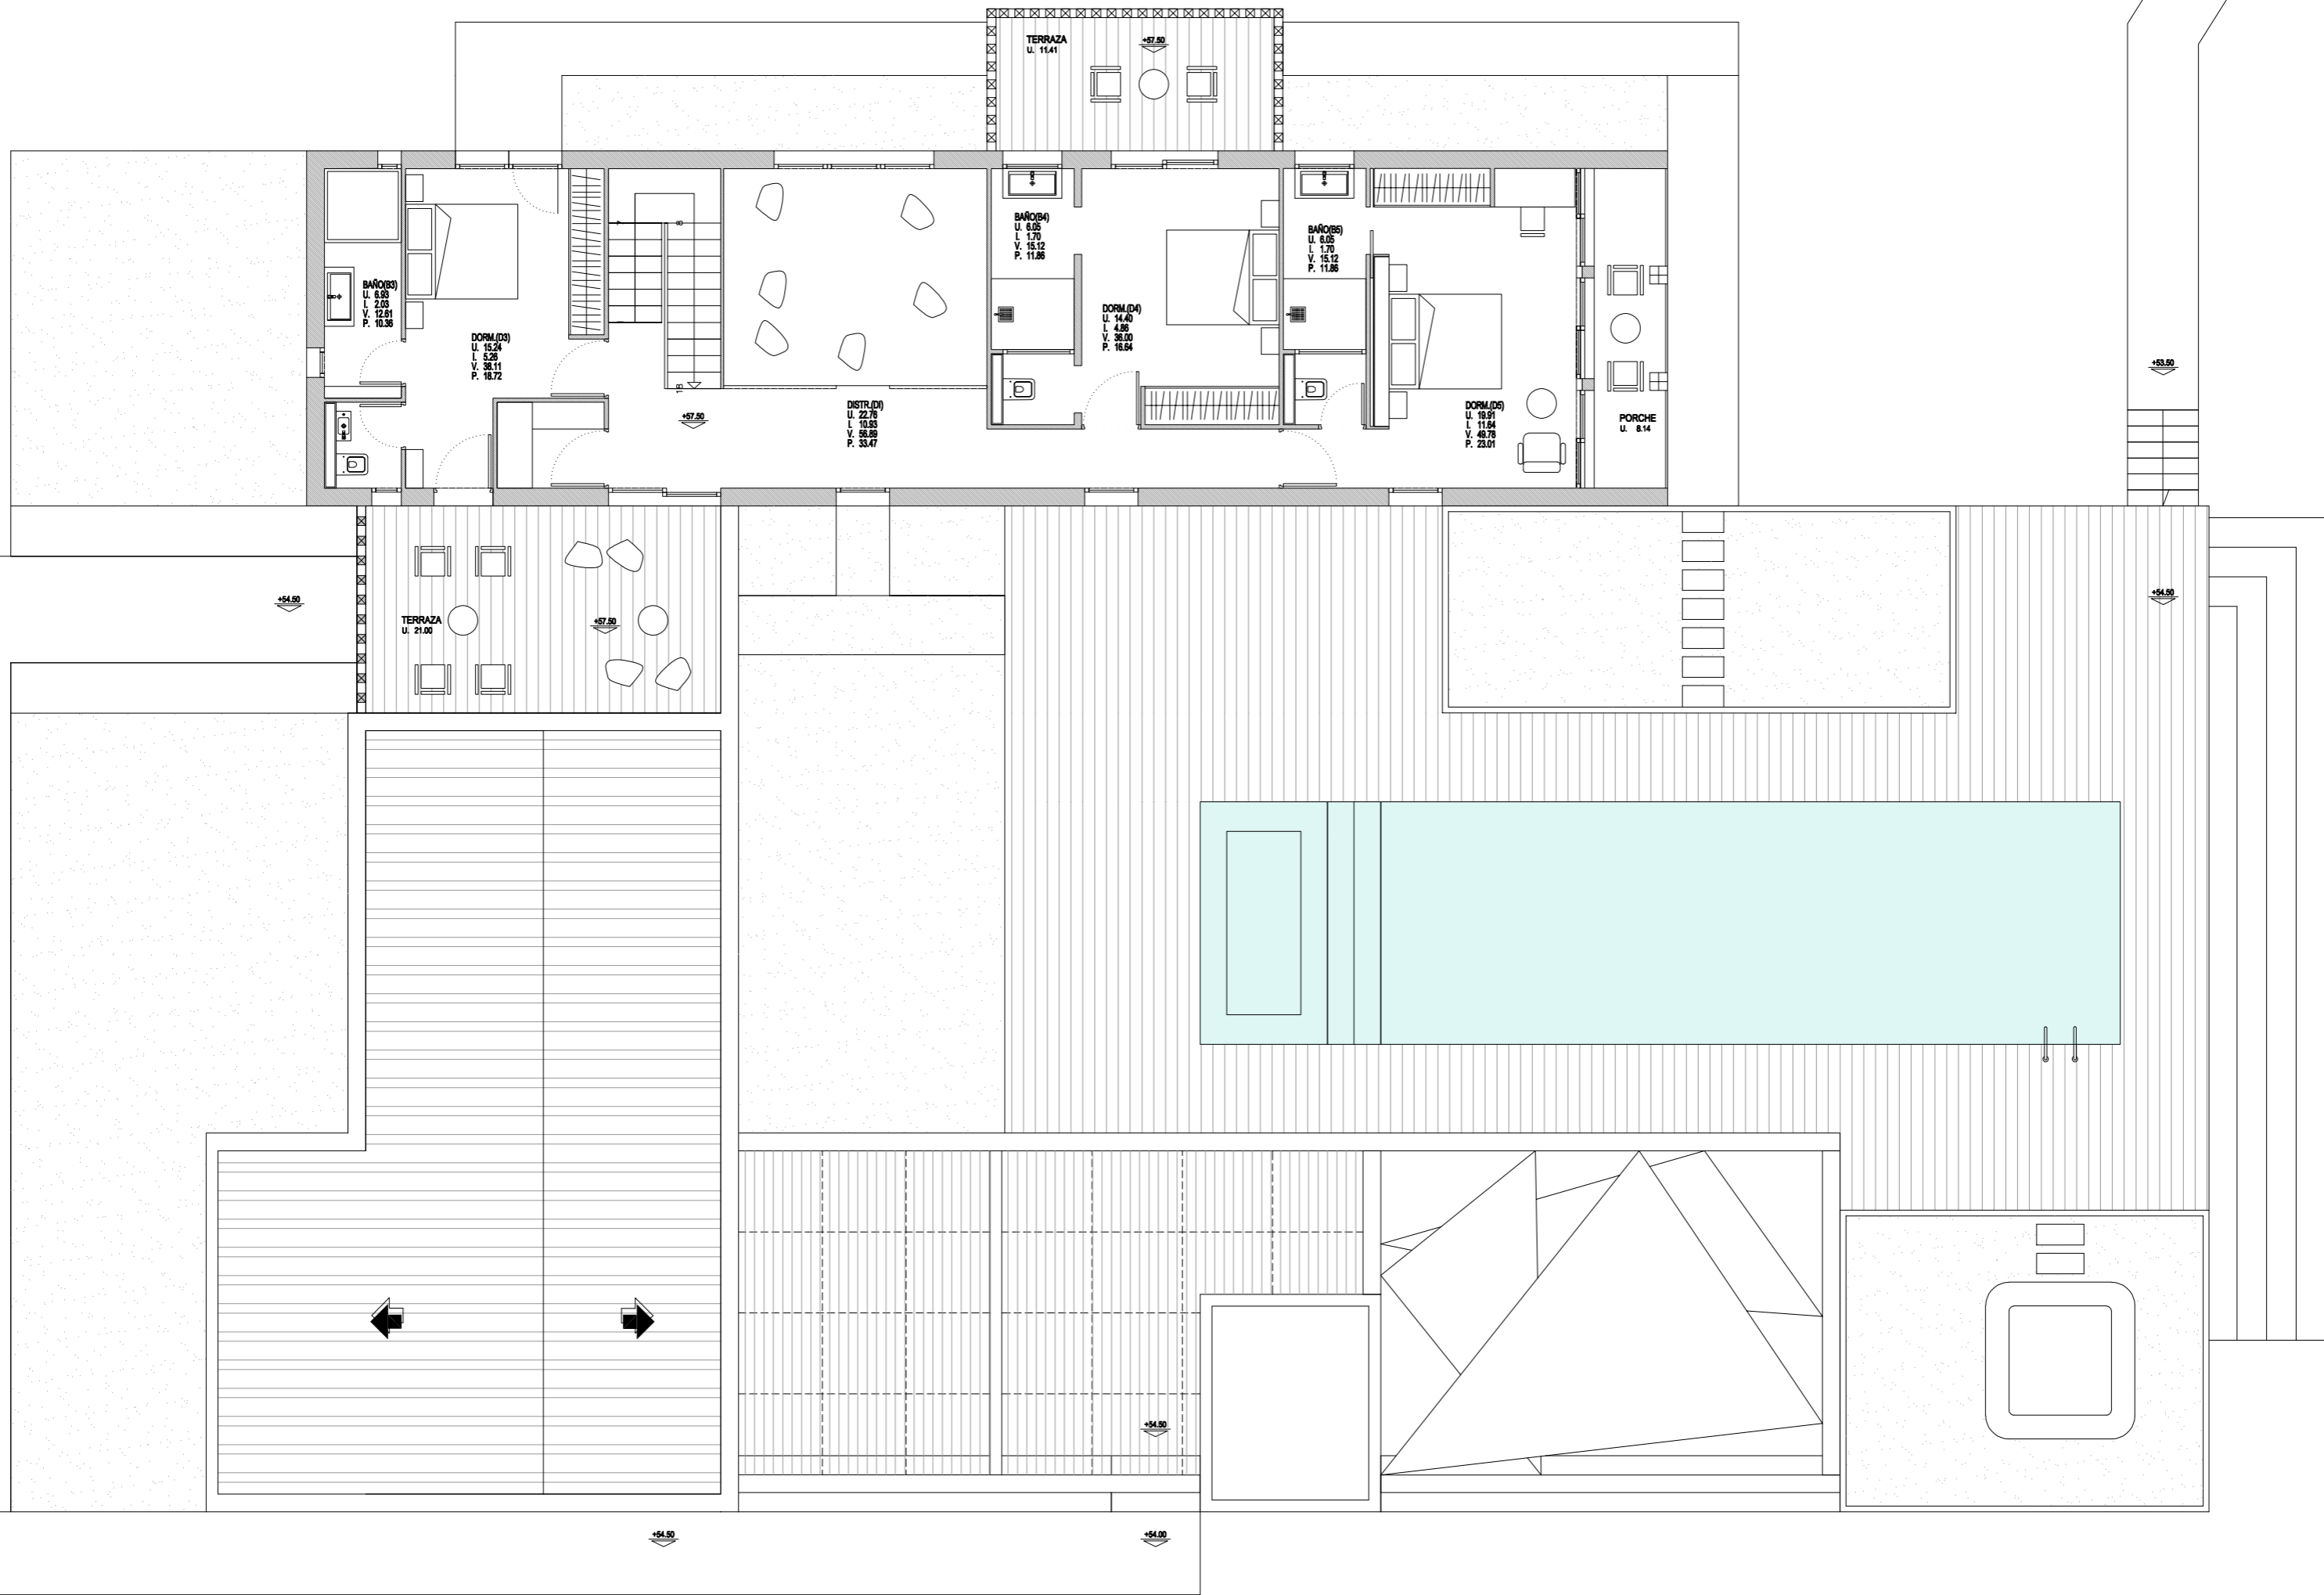 TERRAZA
U. 11.41
+57.50
BAÑO(B3)
U. 6.93
I. 2.03
V. 12.61
P. 10.36
DORM.(D3)
U. 15.24
I. 5.26
V. 38.11
P. 18.72
7
8
18
+57.50
DISTR.(DI)
U. 22.76
I. 10.93
V. 56.89
P. 33.47
BAÑO(B4)
U. 6.05
I. 1.70
V. 15.12
P. 11.86
DORM.(D4)
U. 14.40
I. 4.86
V. 36.00
P. 16.64
BAÑO(B5)
U. 6.05
I. 1.70
V. 15.12
P. 11.86
DORM.(D5)
U. 19.91
I. 11.64
V. 49.78
P. 23.01
PORCHE
U. 8.14
+53.50
+54.50
TERRAZA
U. 21.00
+57.50
+54.50
+54.50
+54.50
+54.00